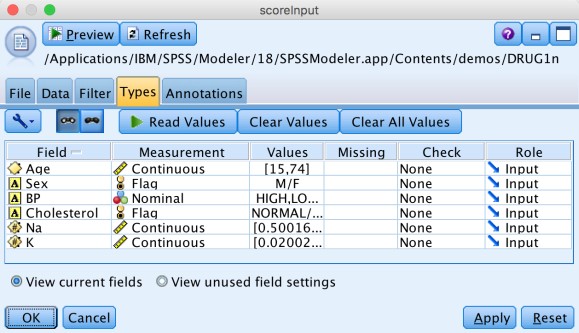 scoreInput
Preview Refresh
/Applications/IBM/SPSS/Modeler/18/SPSSModeler.app/Contents/demos/DRUG1n
File Data Filter Types Annotations
Read Values Clear Values Clear All Values
Field Measurement Values Missing Check Role
Age Continuous [15,74] None Input
A Sex Flag M/F None Input
A BP Nominal HIGH,LO... None Input
A Cholesterol Flag NORMAL/... None Input
Na Continuous [0.50016... None Input
K Continuous [0.02002... None Input
View current fields View unused field settings
OK Cancel Apply Reset